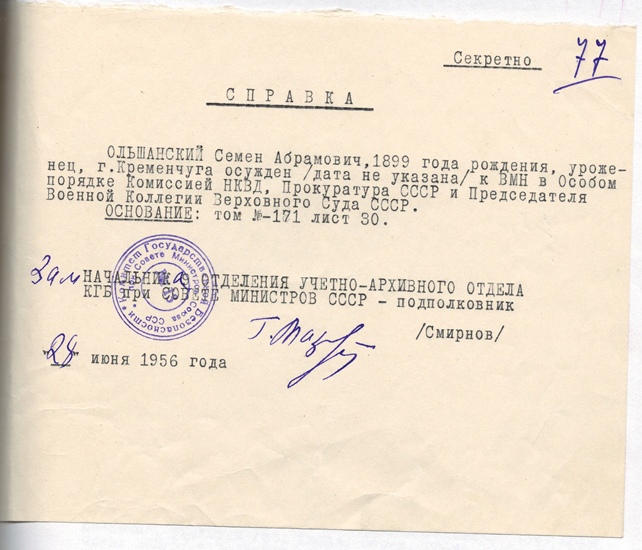 Секретно
77
СПРАВКА
ОЛЬШАНСКИЙ Семен Абрамович, 1899 года рождения, уроже-
нец, г.Кременчуга осужден /дата не указана/ к ВМН в Особом
порядке Комиссией НКВД, Прокуратура СССР и Председателя
Военной Коллегии Верховного Суда СССР.
ОСНОВАНИЕ: том №-171 лист 30.
Зам НАЧАЛЬНИКА ОТДЕЛЕНИЯ УЧЕТНО-АРХИВНОГО ОТДЕЛА
КГБ при СОВЕТЕ МИНИСТРОВ СССР - подполковник
/Смирнов/
июня 1956 года